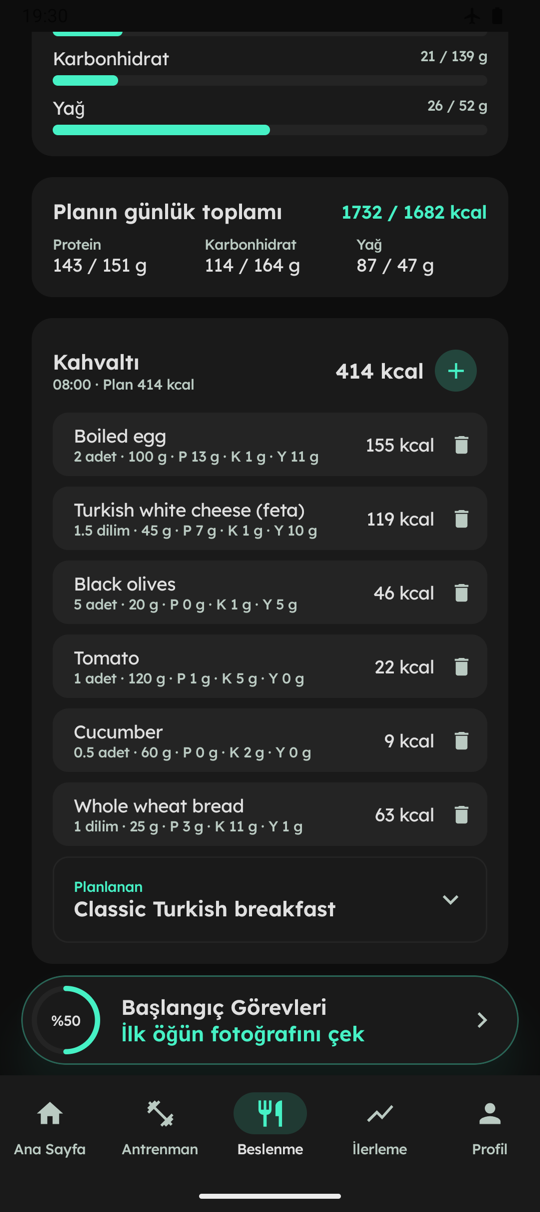 19:30
Karbonhidrat
21 / 139 g
Yağ
26 / 52 g
Planın günlük toplamı
1732 / 1682 kcal
Protein
Karbonhidrat
Yağ
143 / 151 g
114 / 164 g
87 / 47 g
Kahvaltı
414 kcal
08:00 · Plan 414 kcal
Boiled egg
155 kcal
2 adet · 100 g · P 13 g · K 1 g · Y 11 g
Turkish white cheese (feta)
119 kcal
1.5 dilim · 45 g · P 7 g · K 1 g · Y 10 g
Black olives
46 kcal
5 adet · 20 g · P 0 g · K 1 g · Y 5 g
Tomato
22 kcal
1 adet · 120 g · P 1 g · K 5 g · Y 0 g
Cucumber
9 kcal
0.5 adet · 60 g · P 0 g · K 2 g · Y 0 g
Whole wheat bread
63 kcal
1 dilim · 25 g · P 3 g · K 11 g · Y 1 g
Planlanan
Classic Turkish breakfast
%50
Başlangıç Görevleri
İlk öğün fotoğrafını çek
Ana Sayfa
Antrenman
Beslenme
İlerleme
Profil